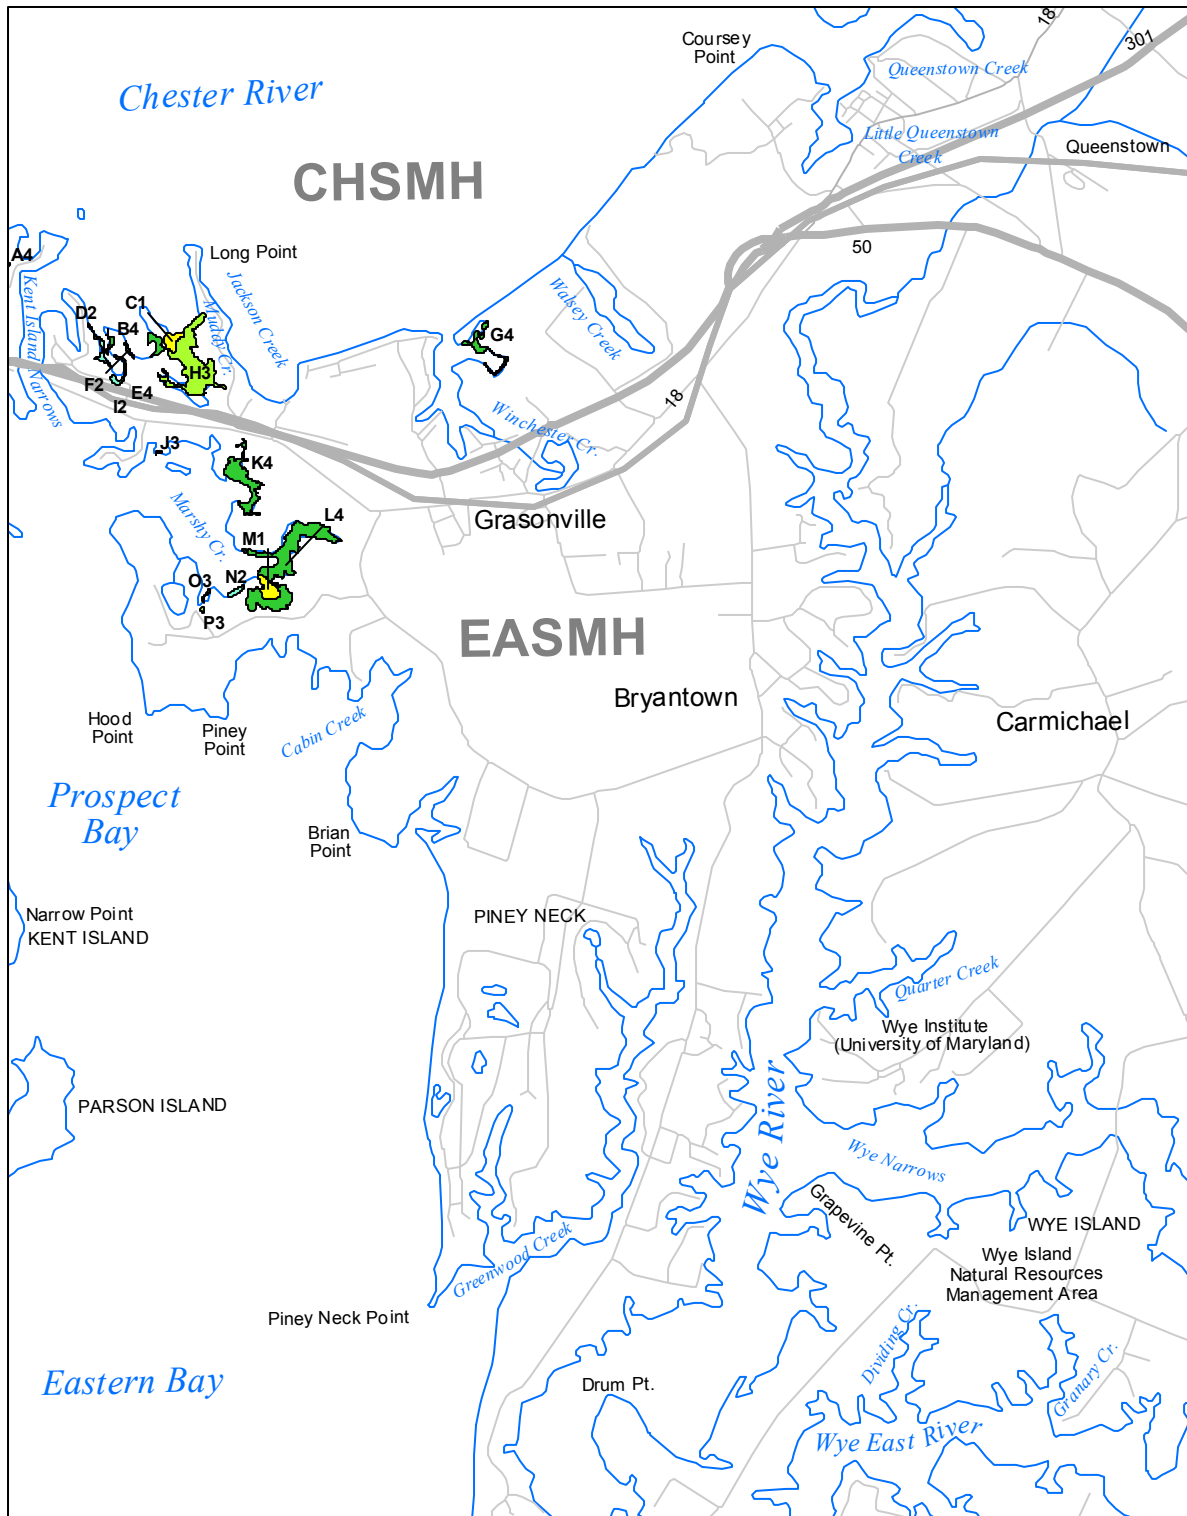 18
301
Coursey
Point
Queenstown Creek
Chester River
Little Queenstown
Creek
Queenstown
CHSMH
50
A4
Long Point
Kent Island Narrows
Jackson Creek
Muddy Cr.
Walsey Creek
C1
D2
B4
G4
H3
F2
E4
I2
18
Winchester Cr.
J3
K4
Marshy Cr.
L4
Grasonville
M1
O3
N2
P3
EASMH
Bryantown
Carmichael
Hood
Point
Piney
Point
Cabin Creek
Prospect
Bay
Brian
Point
Narrow Point
KENT ISLAND
PINEY NECK
Quarter Creek
Wye Institute
(University of Maryland)
PARSON ISLAND
Wye River
Wye Narrows
Grapevine Pt.
WYE ISLAND
Greenwood Creek
Wye Island
Natural Resources
Management Area
Piney Neck Point
Dividing Cr.
Granary Cr.
Eastern Bay
Drum Pt.
Wye East River